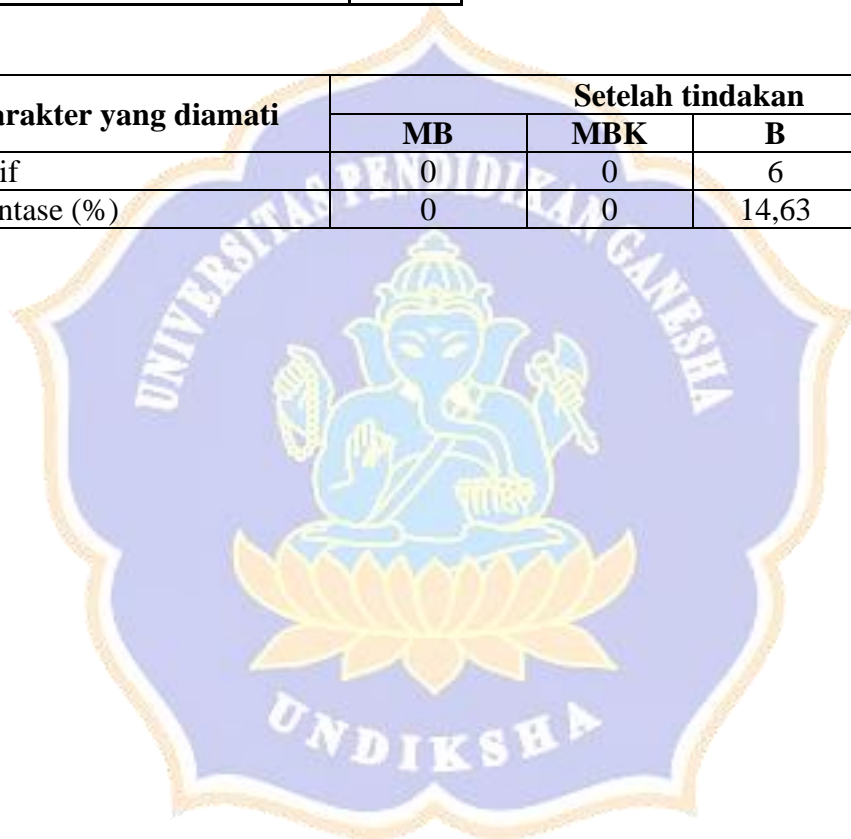 arakter yang diamati Setelah tindakan
MB MBK B
if 0 0 6
ntase (%) 0 0 14,63
UNIVERSITAS PENDIDIKAN GANESHA
UNDIKSHA